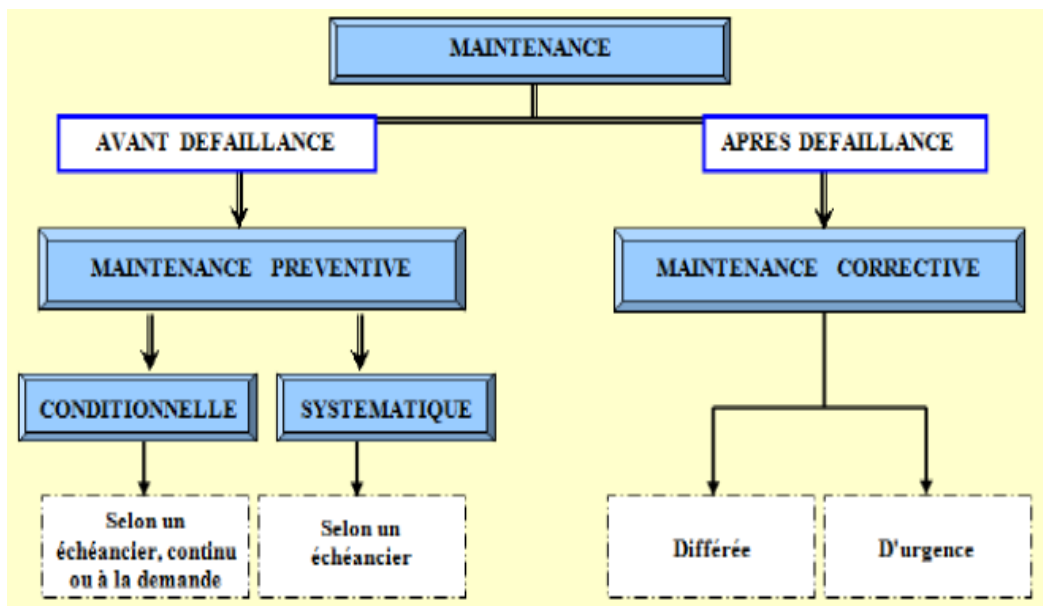 MAINTENANCE
AVANT DEFAILLANCE
APRES DEFAILLANCE
MAINTENANCE PREVENTIVE
MAINTENANCE CORRECTIVE
CONDITIONNELLE
SYSTEMATIQUE
Selon un
échéancier, continu
ou à la demande
Selon un
échéancier
Différée
D'urgence